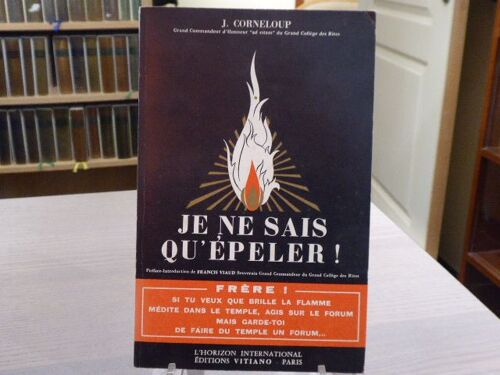 J. CORNELOUP
Grand Commandeur d'Honneur "ad vitam" du Grand Collège des Rites
JE NE SAIS
QU'ÉPELER !
Préface-Introduction de FRANCIS VIAUD Souverain Grand Commandeur du Grand Collège des Rites
FRÈRE !
SI TU VEUX QUE BRILLE LA FLAMME
MÉDITE DANS LE TEMPLE, AGIS SUR LE FORUM
MAIS GARDE-TOI
DE FAIRE DU TEMPLE UN FORUM...
L'HORIZON INTERNATIONAL
ÉDITIONS VITIANO - PARIS